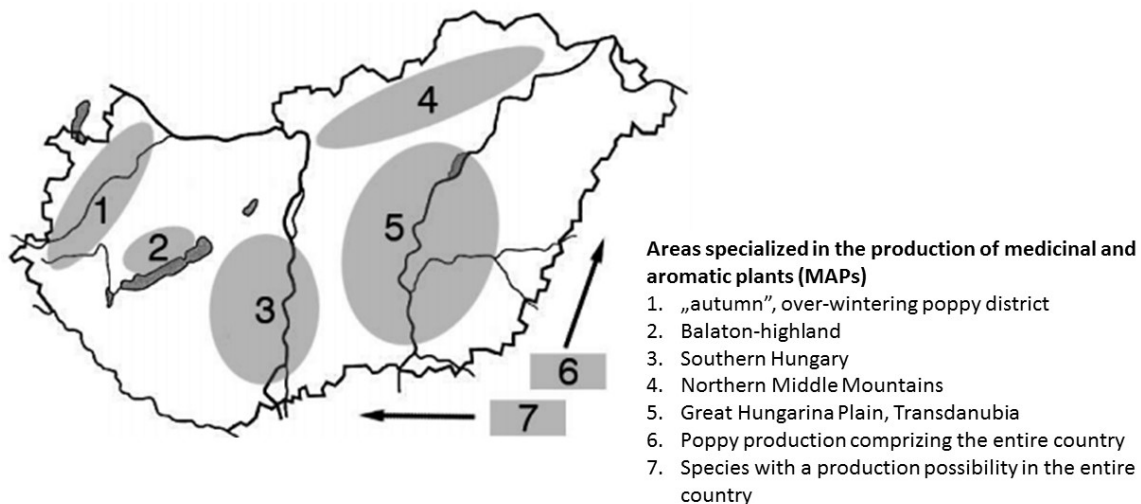 4
1
5
2
3
6
7
Areas specialized in the production of medicinal and
aromatic plants (MAPs)
1. „autumn”, over-wintering poppy district
2. Balaton-highland
3. Southern Hungary
4. Northern Middle Mountains
5. Great Hungarina Plain, Transdanubia
6. Poppy production comprizing the entire country
7. Species with a production possibility in the entire
country